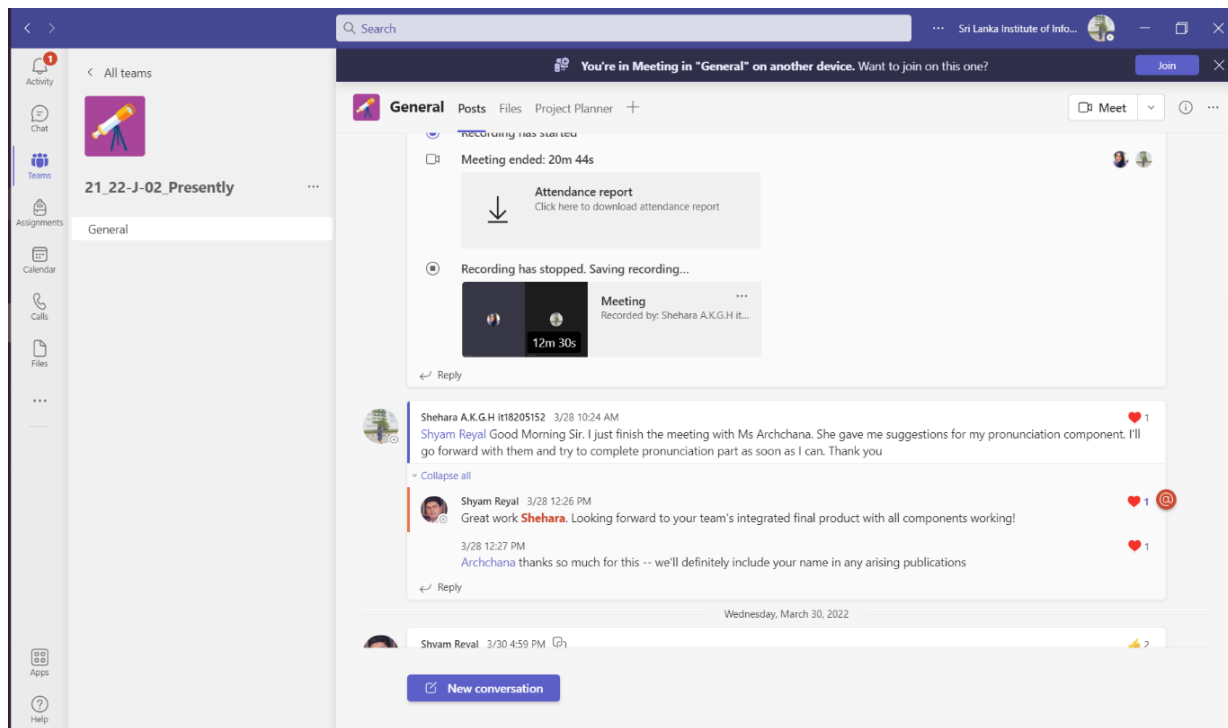 Search
Sri Lanka Institute of Info...
Activity
1
Chat
Teams
Assignments
Calendar
Calls
Files
Apps
Help
All teams
21_22-J-02_Presently
General
You're in Meeting in "General" on another device. Want to join on this one?
Join
General Posts Files Project Planner
Meet
Recording has started
Meeting ended: 20m 44s
Attendance report
Click here to download attendance report
Recording has stopped. Saving recording...
Meeting
Recorded by: Shehara A.K.G.H it...
12m 30s
Reply
Shehara A.K.G.H it18205152 3/28 10:24 AM
1
Shyam Reyal Good Morning Sir. I just finish the meeting with Ms Archchana. She gave me suggestions for my pronunciation component. I'll
go forward with them and try to complete pronunciation part as soon as I can. Thank you
Collapse all
Shyam Reyal 3/28 12:26 PM
1 @
Great work Shehara. Looking forward to your team's integrated final product with all components working!
3/28 12:27 PM
1
Archchana thanks so much for this -- we'll definitely include your name in any arising publications
Reply
Wednesday, March 30, 2022
Shyam Reyal 3/30 4:59 PM
2
New conversation